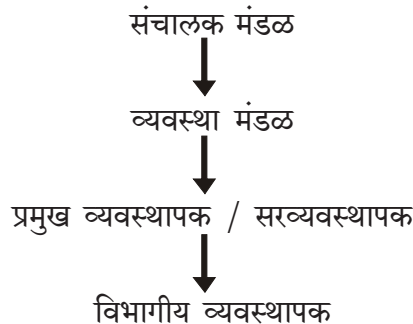 संचालक मंडळ
व्यवस्था मंडळ
प्रमुख व्यवस्थापक / सरव्यवस्थापक
विभागीय व्यवस्थापक